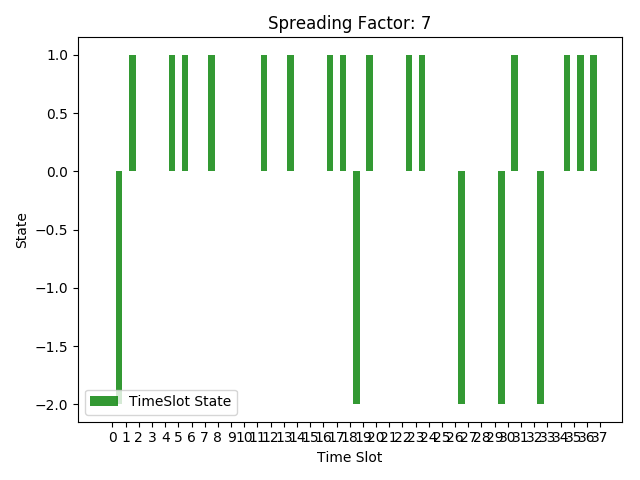 Spreading Factor: 7
1.0
0.5
0.0
−0.5
−1.0
−1.5
−2.0
State
TimeSlot State
0 1 2 3 4 5 6 7 8 9 10 11 12 13 14 15 16 17 18 19 20 21 22 23 24 25 26 27 28 29 30 31 32 33 34 35 36 37
Time Slot